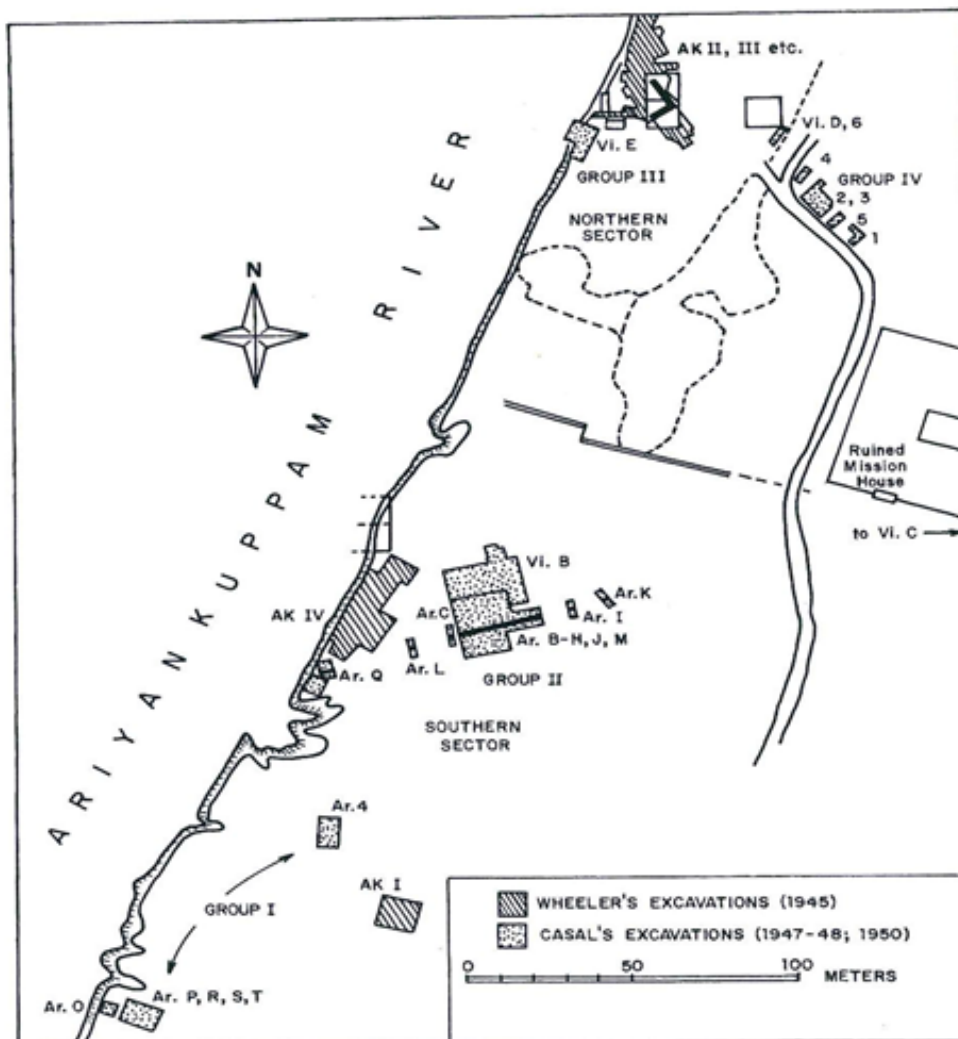 AK II, III etc.
Vi. D, 6
Vi. E
4
GROUP IV
2, 3
5
1
GROUP III
NORTHERN
SECTOR
N
ARIYANKUPPAM RIVER
Ruined
Mission
House
to Vi. C
Vi. B
AK IV
Ar.C
Ar.K
Ar.I
Ar. B-H, J, M
Ar. L
Ar. Q
GROUP II
SOUTHERN
SECTOR
Ar.4
AK I
GROUP I
Ar. O
Ar. P, R, S, T
WHEELER'S EXCAVATIONS (1945)
CASAL'S EXCAVATIONS (1947-48; 1950)
0 50 100 METERS